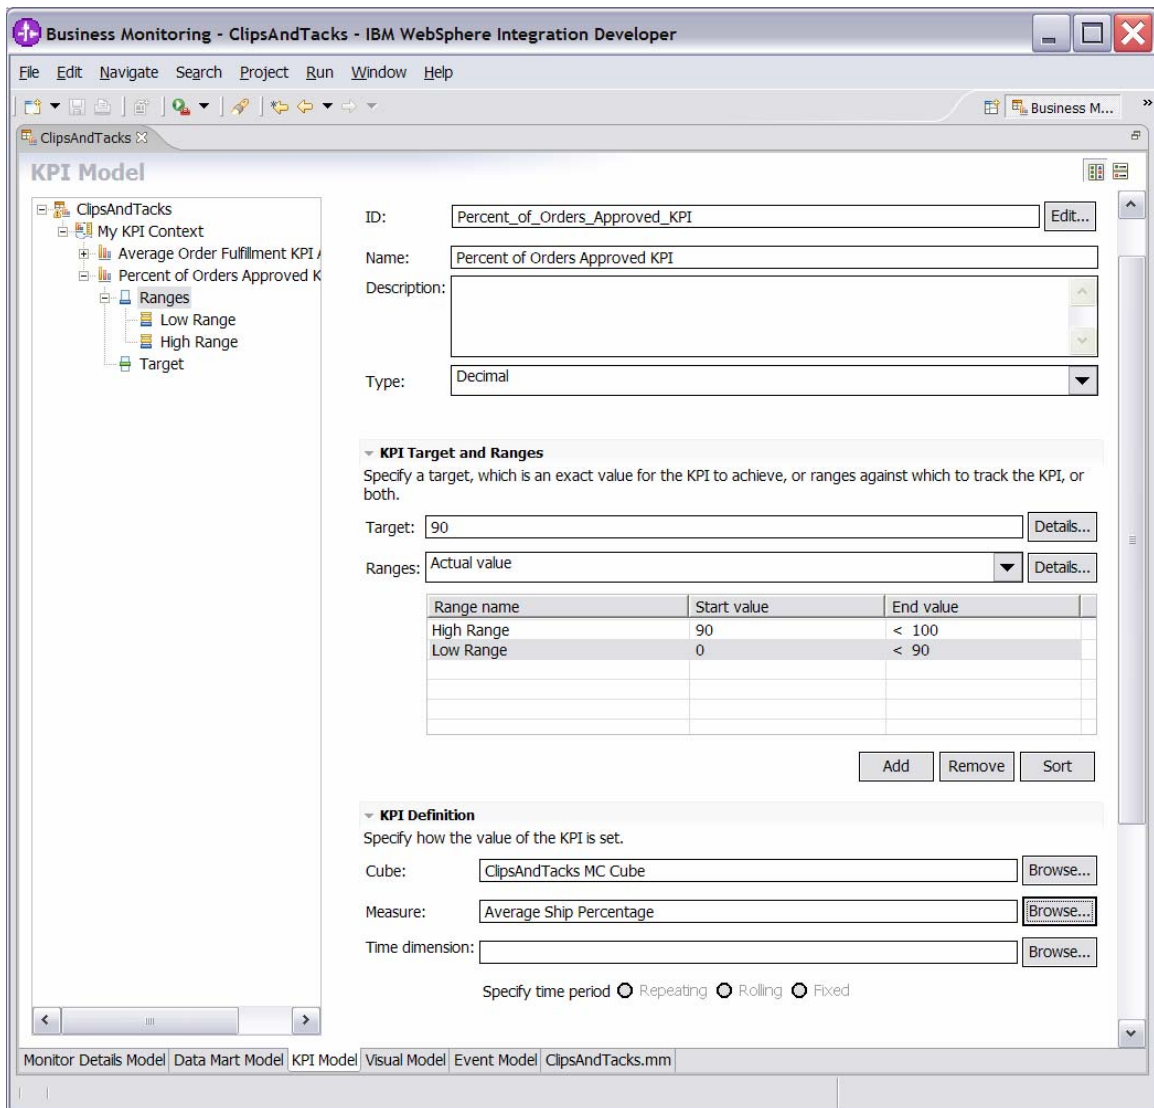 Business Monitoring - ClipsAndTacks - IBM WebSphere Integration Developer
File Edit Navigate Search Project Run Window Help
Business M... »
ClipsAndTacks
KPI Model
ClipsAndTacks
My KPI Context
Average Order Fulfillment KPI
Percent of Orders Approved K
Ranges
Low Range
High Range
Target
ID: Percent_of_Orders_Approved_KPI Edit...
Name: Percent of Orders Approved KPI
Description:
Type: Decimal
KPI Target and Ranges
Specify a target, which is an exact value for the KPI to achieve, or ranges against which to track the KPI, or
both.
Target: 90 Details...
Ranges: Actual value Details...
Range name Start value End value
High Range 90 < 100
Low Range 0 < 90
Add Remove Sort
KPI Definition
Specify how the value of the KPI is set.
Cube: ClipsAndTacks MC Cube Browse...
Measure: Average Ship Percentage Browse...
Time dimension: Browse...
Specify time period Repeating Rolling Fixed
Monitor Details Model Data Mart Model KPI Model Visual Model Event Model ClipsAndTacks.mm